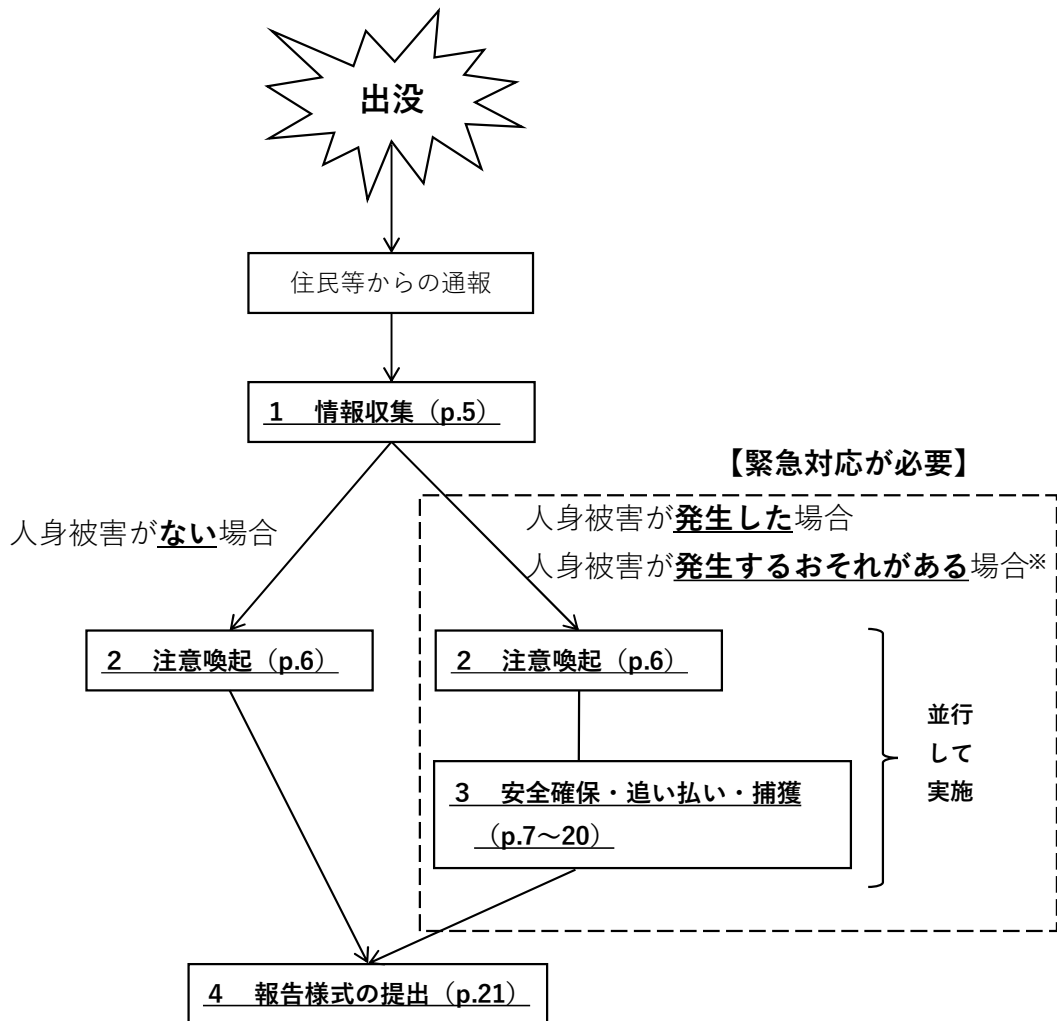 出没
住民等からの通報
1　情報収集（p.5）
【緊急対応が必要】
人身被害がない場合
人身被害が発生した場合
人身被害が発生するおそれがある場合※
2　注意喚起（p.6）
2　注意喚起（p.6）
並行
して
実施
3　安全確保・追い払い・捕獲
（p.7～20）
4　報告様式の提出（p.21）